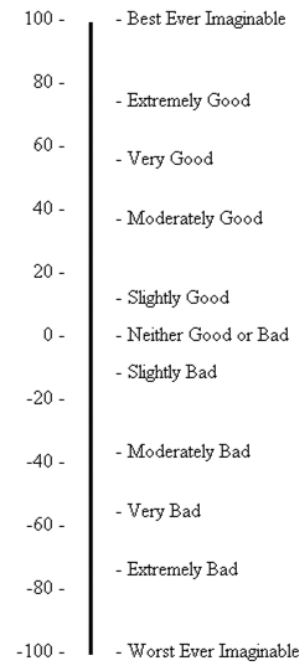 100 - - Best Ever Imaginable
80 -
- Extremely Good
60 -
- Very Good
40 -
- Moderately Good
20 -
- Slightly Good
0 - - Neither Good or Bad
- Slightly Bad
-20 -
- Moderately Bad
-40 -
- Very Bad
-60 -
- Extremely Bad
-80 -
-100 - - Worst Ever Imaginable